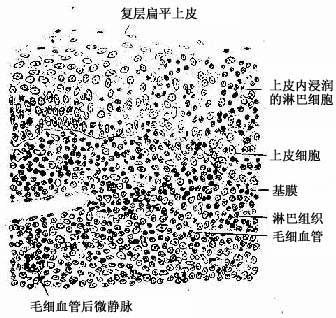 复层扁平上皮
上皮内浸润
的淋巴细胞
上皮细胞
基膜
淋巴组织
毛细血管
毛细血管后微静脉